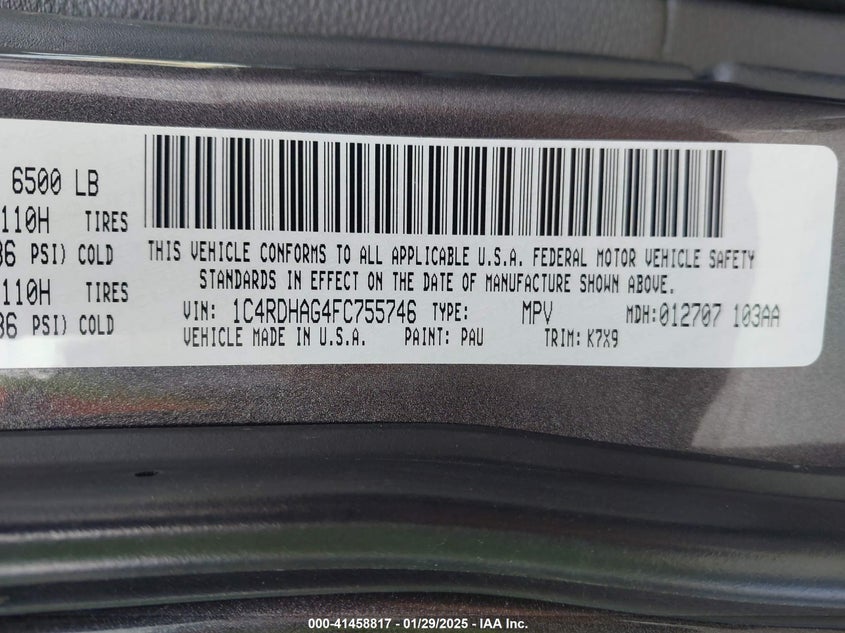 6500 LB
110H TIRES
36 PSI) COLD
110H TIRES
36 PSI) COLD
THIS VEHICLE CONFORMS TO ALL APPLICABLE U.S.A. FEDERAL MOTOR VEHICLE SAFETY
STANDARDS IN EFFECT ON THE DATE OF MANUFACTURE SHOWN ABOVE.
VIN: 1C4RDHAG4FC755746 TYPE: MPV MDH:012707 103AA
VEHICLE MADE IN U.S.A. PAINT: PAU TRIM: K7X9
000-41458817 - 01/29/2025 - IAA Inc.